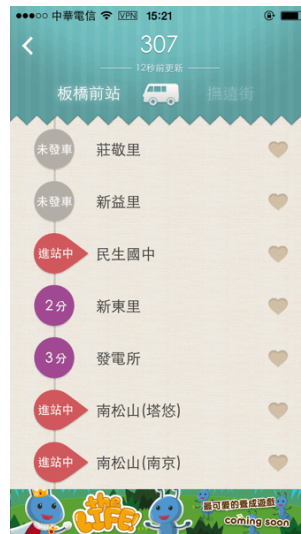 中華電信 VPN 15:21
307
12秒前更新
板橋前站 撫遠街
未發車 莊敬里
未發車 新益里
進站中 民生國中
2分 新東里
3分 發電所
進站中 南松山(塔悠)
進站中 南松山(南京)
the LIFE!
最可愛的養成遊戲
coming soon